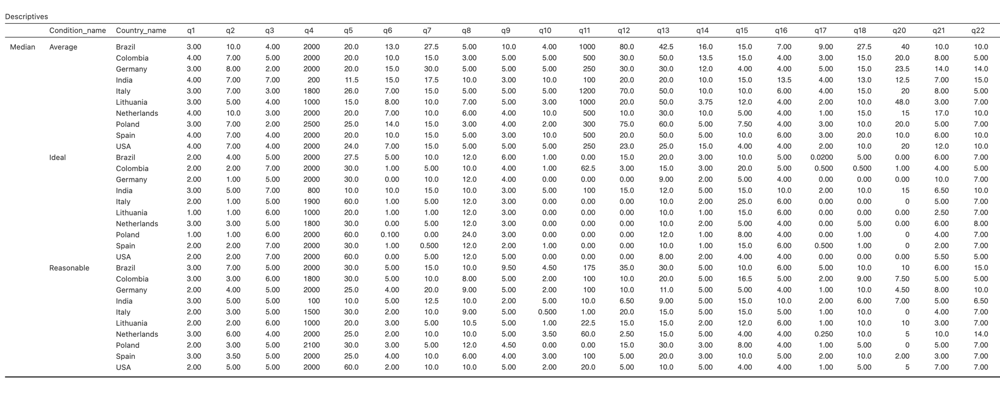 Descriptives
Condition_name Country_name q1 q2 q3 q4 q5 q6 q7 q8 q9 q10 q11 q12 q13 q14 q15 q16 q17 q18 q20 q21 q22
Median Average Brazil 3.00 10.0 4.00 2000 20.0 13.0 27.5 5.00 10.0 4.00 1000 80.0 42.5 16.0 15.0 7.00 9.00 27.5 40 10.0 10.0
Colombia 4.00 7.00 5.00 2000 20.0 10.0 15.0 3.00 5.00 5.00 500 30.0 50.0 13.5 15.0 4.00 3.00 15.0 20.0 8.00 5.00
Germany 3.00 8.00 2.00 2000 20.0 15.0 30.0 5.00 5.00 5.00 250 30.0 30.0 12.0 4.00 4.00 5.00 15.0 23.5 14.0 14.0
India 4.00 7.00 7.00 200 11.5 15.0 17.5 10.0 3.00 10.0 100 20.0 20.0 10.0 15.0 13.5 4.00 13.0 12.5 7.00 15.0
Italy 3.00 7.00 3.00 1800 26.0 7.00 15.0 5.00 5.00 5.00 1200 70.0 50.0 10.0 10.0 6.00 4.00 15.0 20 8.00 5.00
Lithuania 3.00 5.00 4.00 1000 15.0 8.00 10.0 7.00 5.00 3.00 1000 20.0 50.0 3.75 12.0 4.00 2.00 10.0 48.0 3.00 7.00
Netherlands 4.00 10.0 3.00 2000 20.0 7.00 10.0 6.00 4.00 10.0 500 10.0 30.0 10.0 5.00 4.00 1.00 15.0 15 17.0 10.0
Poland 3.00 7.00 2.00 2500 25.0 14.0 15.0 3.00 4.00 2.00 300 75.0 60.0 5.00 7.50 4.00 3.00 10.0 20.0 5.00 7.00
Spain 4.00 7.00 4.00 2000 20.0 10.0 15.0 5.00 3.00 10.0 500 20.0 50.0 5.00 10.0 6.00 3.00 20.0 10.0 6.00 10.0
USA 4.00 7.00 4.00 2000 24.0 7.00 15.0 5.00 5.00 5.00 250 23.0 25.0 15.0 4.00 4.00 2.00 10.0 20 12.0 10.0
Ideal Brazil 2.00 4.00 5.00 2000 27.5 5.00 10.0 12.0 6.00 1.00 0.00 15.0 20.0 3.00 10.0 5.00 0.0200 5.00 0.00 6.00 7.00
Colombia 2.00 2.00 7.00 2000 30.0 1.00 5.00 10.0 4.00 1.00 62.5 3.00 15.0 3.00 20.0 5.00 0.500 0.500 1.00 4.00 5.00
Germany 2.00 1.00 5.00 2000 30.0 0.00 10.0 12.0 4.00 0.00 0.00 0.00 9.00 2.00 5.00 4.00 0.00 0.00 0.00 10.0 7.00
India 3.00 5.00 7.00 800 10.0 10.0 15.0 10.0 3.00 5.00 100 15.0 12.0 5.00 15.0 10.0 2.00 10.0 15 6.50 10.0
Italy 2.00 1.00 5.00 1900 60.0 1.00 5.00 12.0 3.00 0.00 0.00 0.00 10.0 2.00 25.0 6.00 0.00 0.00 0 5.00 7.00
Lithuania 1.00 1.00 6.00 1000 20.0 1.00 1.00 12.0 3.00 0.00 0.00 0.00 10.0 1.00 15.0 6.00 0.00 0.00 0.00 2.50 7.00
Netherlands 3.00 3.00 5.00 1800 30.0 0.00 5.00 12.0 3.00 0.00 0.00 0.00 10.0 2.00 5.00 4.00 0.00 5.00 0.00 6.00 8.00
Poland 1.00 1.00 6.00 2000 60.0 0.100 0.00 24.0 3.00 0.00 0.00 0.00 12.0 1.00 8.00 4.00 0.00 1.00 0 4.00 7.00
Spain 2.00 2.00 7.00 2000 30.0 1.00 0.500 12.0 2.00 1.00 0.00 0.00 10.0 1.00 15.0 6.00 0.500 1.00 0 2.00 7.00
USA 2.00 2.00 7.00 2000 60.0 0.00 5.00 12.0 5.00 0.00 0.00 0.00 8.00 2.00 4.00 4.00 0.00 0.00 0.00 5.50 5.00
Reasonable Brazil 3.00 7.00 5.00 2000 30.0 5.00 15.0 10.0 9.50 4.50 175 35.0 30.0 5.00 10.0 6.00 5.00 10.0 10 6.00 15.0
Colombia 3.00 3.00 6.00 1800 30.0 5.00 10.0 8.00 5.00 2.00 100 10.0 20.0 5.00 16.5 5.00 2.00 9.00 7.50 5.00 5.00
Germany 2.00 4.00 5.00 2000 25.0 4.00 20.0 9.00 5.00 2.00 100 10.0 11.0 5.00 5.00 4.00 1.00 10.0 4.50 8.00 10.0
India 3.00 5.00 5.00 100 10.0 5.00 12.5 10.0 2.00 5.00 10.0 6.50 9.00 5.00 15.0 10.0 2.00 6.00 7.00 5.00 6.50
Italy 2.00 3.00 5.00 1500 30.0 2.00 10.0 9.00 5.00 0.500 1.00 20.0 15.0 5.00 15.0 5.00 1.00 10.0 0 4.00 7.00
Lithuania 2.00 2.00 6.00 1000 20.0 3.00 5.00 10.5 5.00 1.00 22.5 15.0 15.0 2.00 12.0 6.00 1.00 10.0 10 3.00 7.00
Netherlands 3.00 6.00 4.00 2000 25.0 2.00 10.0 10.0 5.00 3.50 60.0 2.50 15.0 5.00 4.00 4.00 0.250 10.0 5 10.0 14.0
Poland 2.00 3.00 5.00 2100 30.0 3.00 5.00 12.0 4.50 0.00 0.00 15.0 30.0 3.00 8.00 4.00 1.00 5.00 0 5.00 7.00
Spain 3.00 3.50 5.00 2000 25.0 4.00 10.0 6.00 4.00 3.00 100 5.00 20.0 3.00 10.0 5.00 2.00 10.0 2.00 3.00 7.00
USA 2.00 5.00 5.00 2000 60.0 2.00 10.0 10.0 5.00 2.00 20.0 5.00 10.0 5.00 4.00 4.00 1.00 5.00 5 7.00 7.00